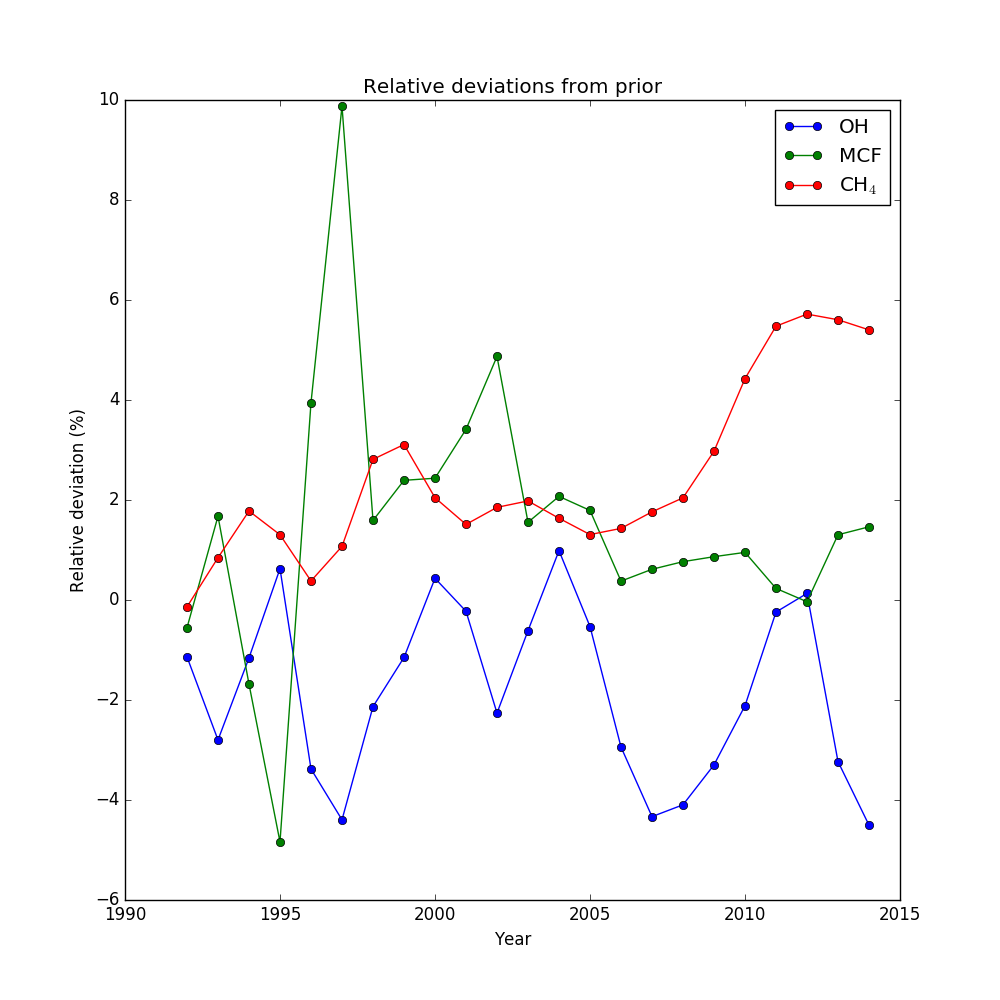 Relative deviations from prior
10
8
6
4
2
0
−2
−4
−6
Relative deviation (%)
OH
MCF
CH₄
1990
1995
2000
2005
2010
2015
Year